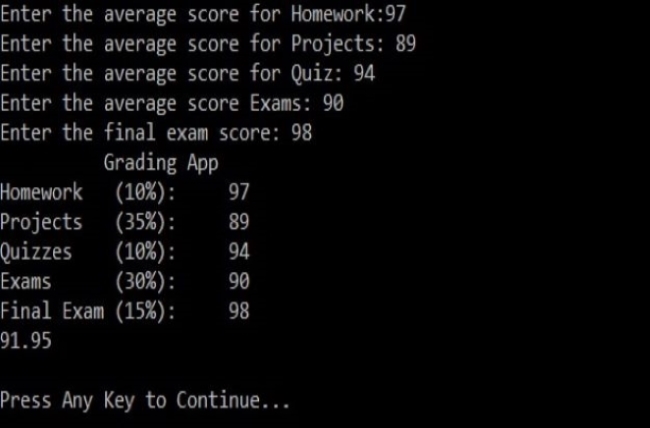 Enter the average score for Homework:97
Enter the average score for Projects: 89
Enter the average score for Quiz: 94
Enter the average score Exams: 90
Enter the final exam score: 98
Grading App
Homework (10%): 97
Projects (35%): 89
Quizzes (10%): 94
Exams (30%): 90
Final Exam (15%): 98
91.95
Press Any Key to Continue...